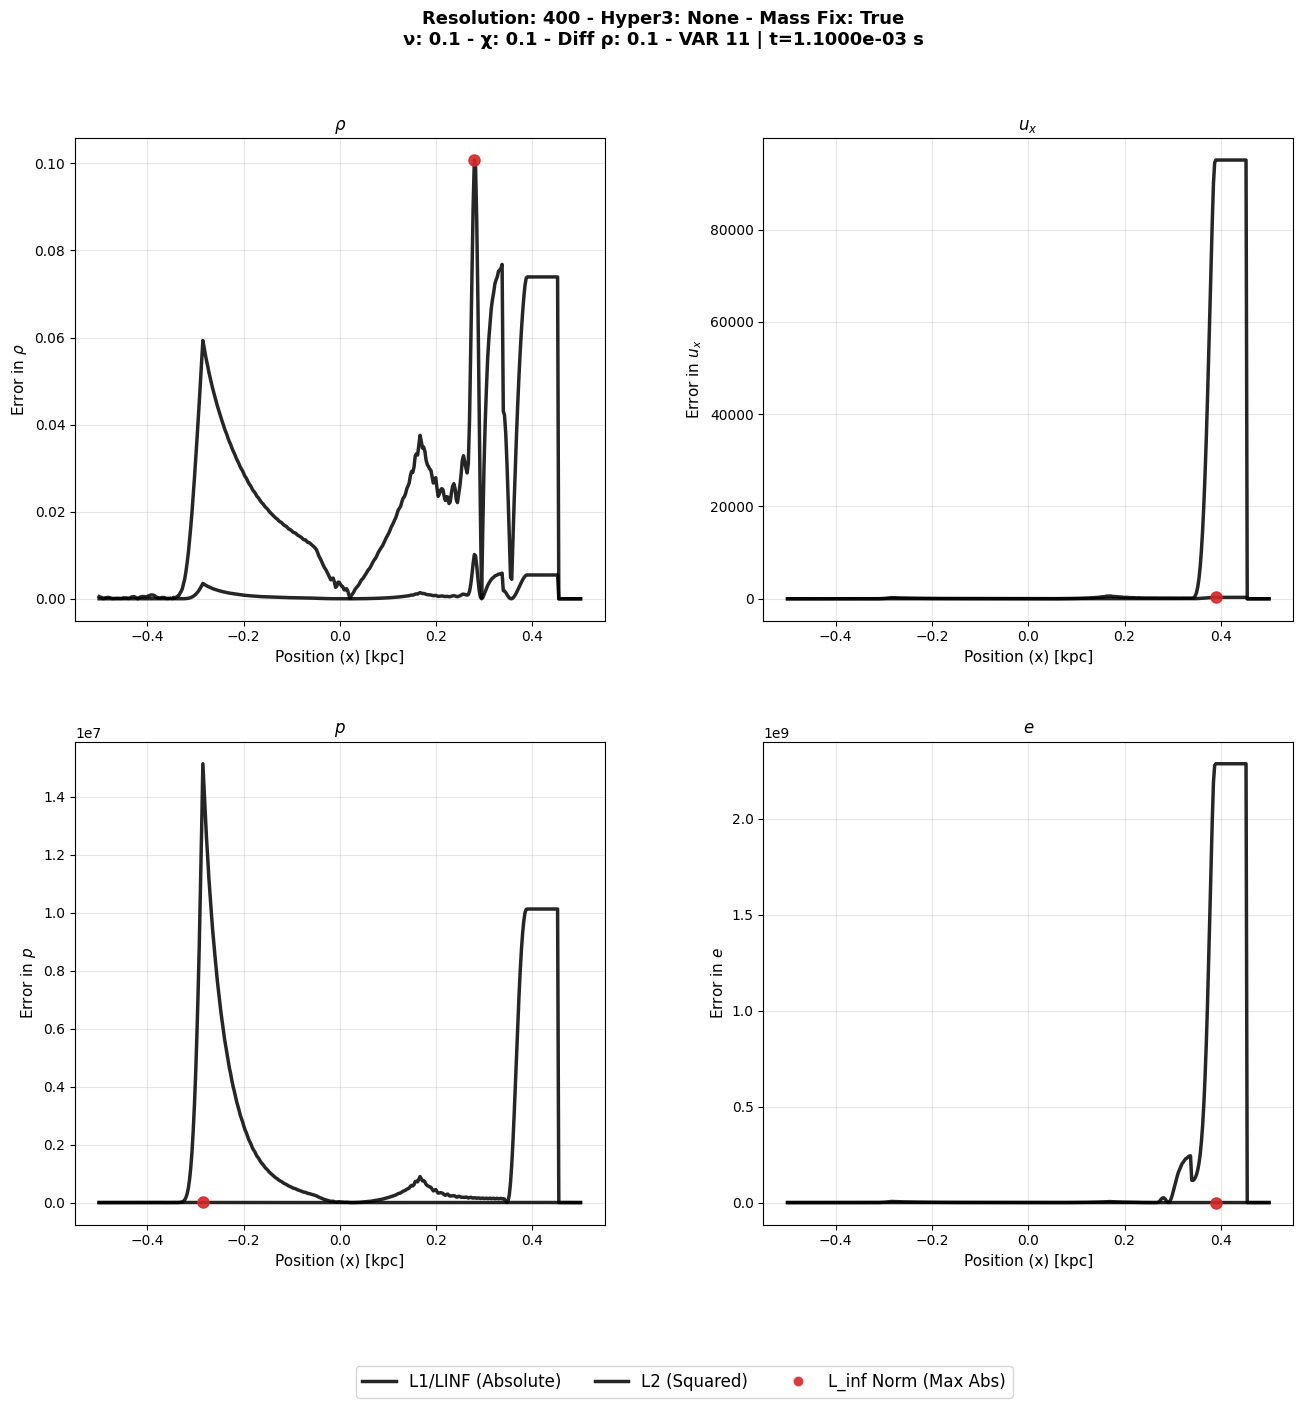 Resolution: 400 - Hyper3: None - Mass Fix: True
ν: 0.1 - χ: 0.1 - Diff ρ: 0.1 - VAR 11 | t=1.1000e-03 s
ρ
Error in ρ
0.10
0.08
0.06
0.04
0.02
0.00
−0.4 −0.2 0.0 0.2 0.4
Position (x) [kpc]
u_x
Error in u_x
80000
60000
40000
20000
0
−0.4 −0.2 0.0 0.2 0.4
Position (x) [kpc]
p
1e7
Error in p
1.4
1.2
1.0
0.8
0.6
0.4
0.2
0.0
−0.4 −0.2 0.0 0.2 0.4
Position (x) [kpc]
e
1e9
Error in e
2.0
1.5
1.0
0.5
0.0
−0.4 −0.2 0.0 0.2 0.4
Position (x) [kpc]
L1/LINF (Absolute) L2 (Squared) L_inf Norm (Max Abs)